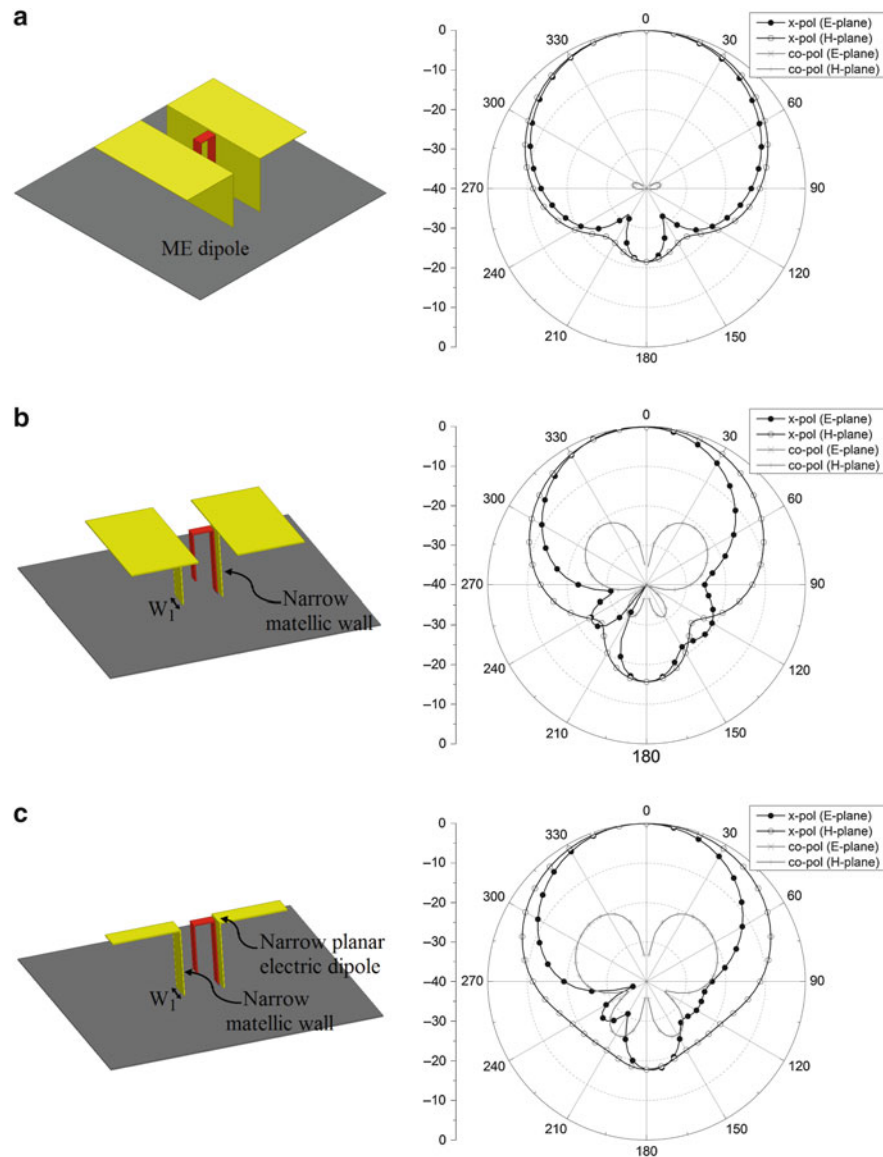 a
ME dipole
0
-10
-20
-30
-40
-30
-20
-10
0
0
30
60
90
120
150
180
210
240
270
300
330
x-pol (E-plane)
x-pol (H-plane)
co-pol (E-plane)
co-pol (H-plane)
b
W1
Narrow
matellic wall
0
-10
-20
-30
-40
-30
-20
-10
0
0
30
60
90
120
150
180
210
240
270
300
330
x-pol (E-plane)
x-pol (H-plane)
co-pol (E-plane)
co-pol (H-plane)
c
Narrow planar
electric dipole
W1
Narrow
matellic wall
0
-10
-20
-30
-40
-30
-20
-10
0
0
30
60
90
120
150
180
210
240
270
300
330
x-pol (E-plane)
x-pol (H-plane)
co-pol (E-plane)
co-pol (H-plane)